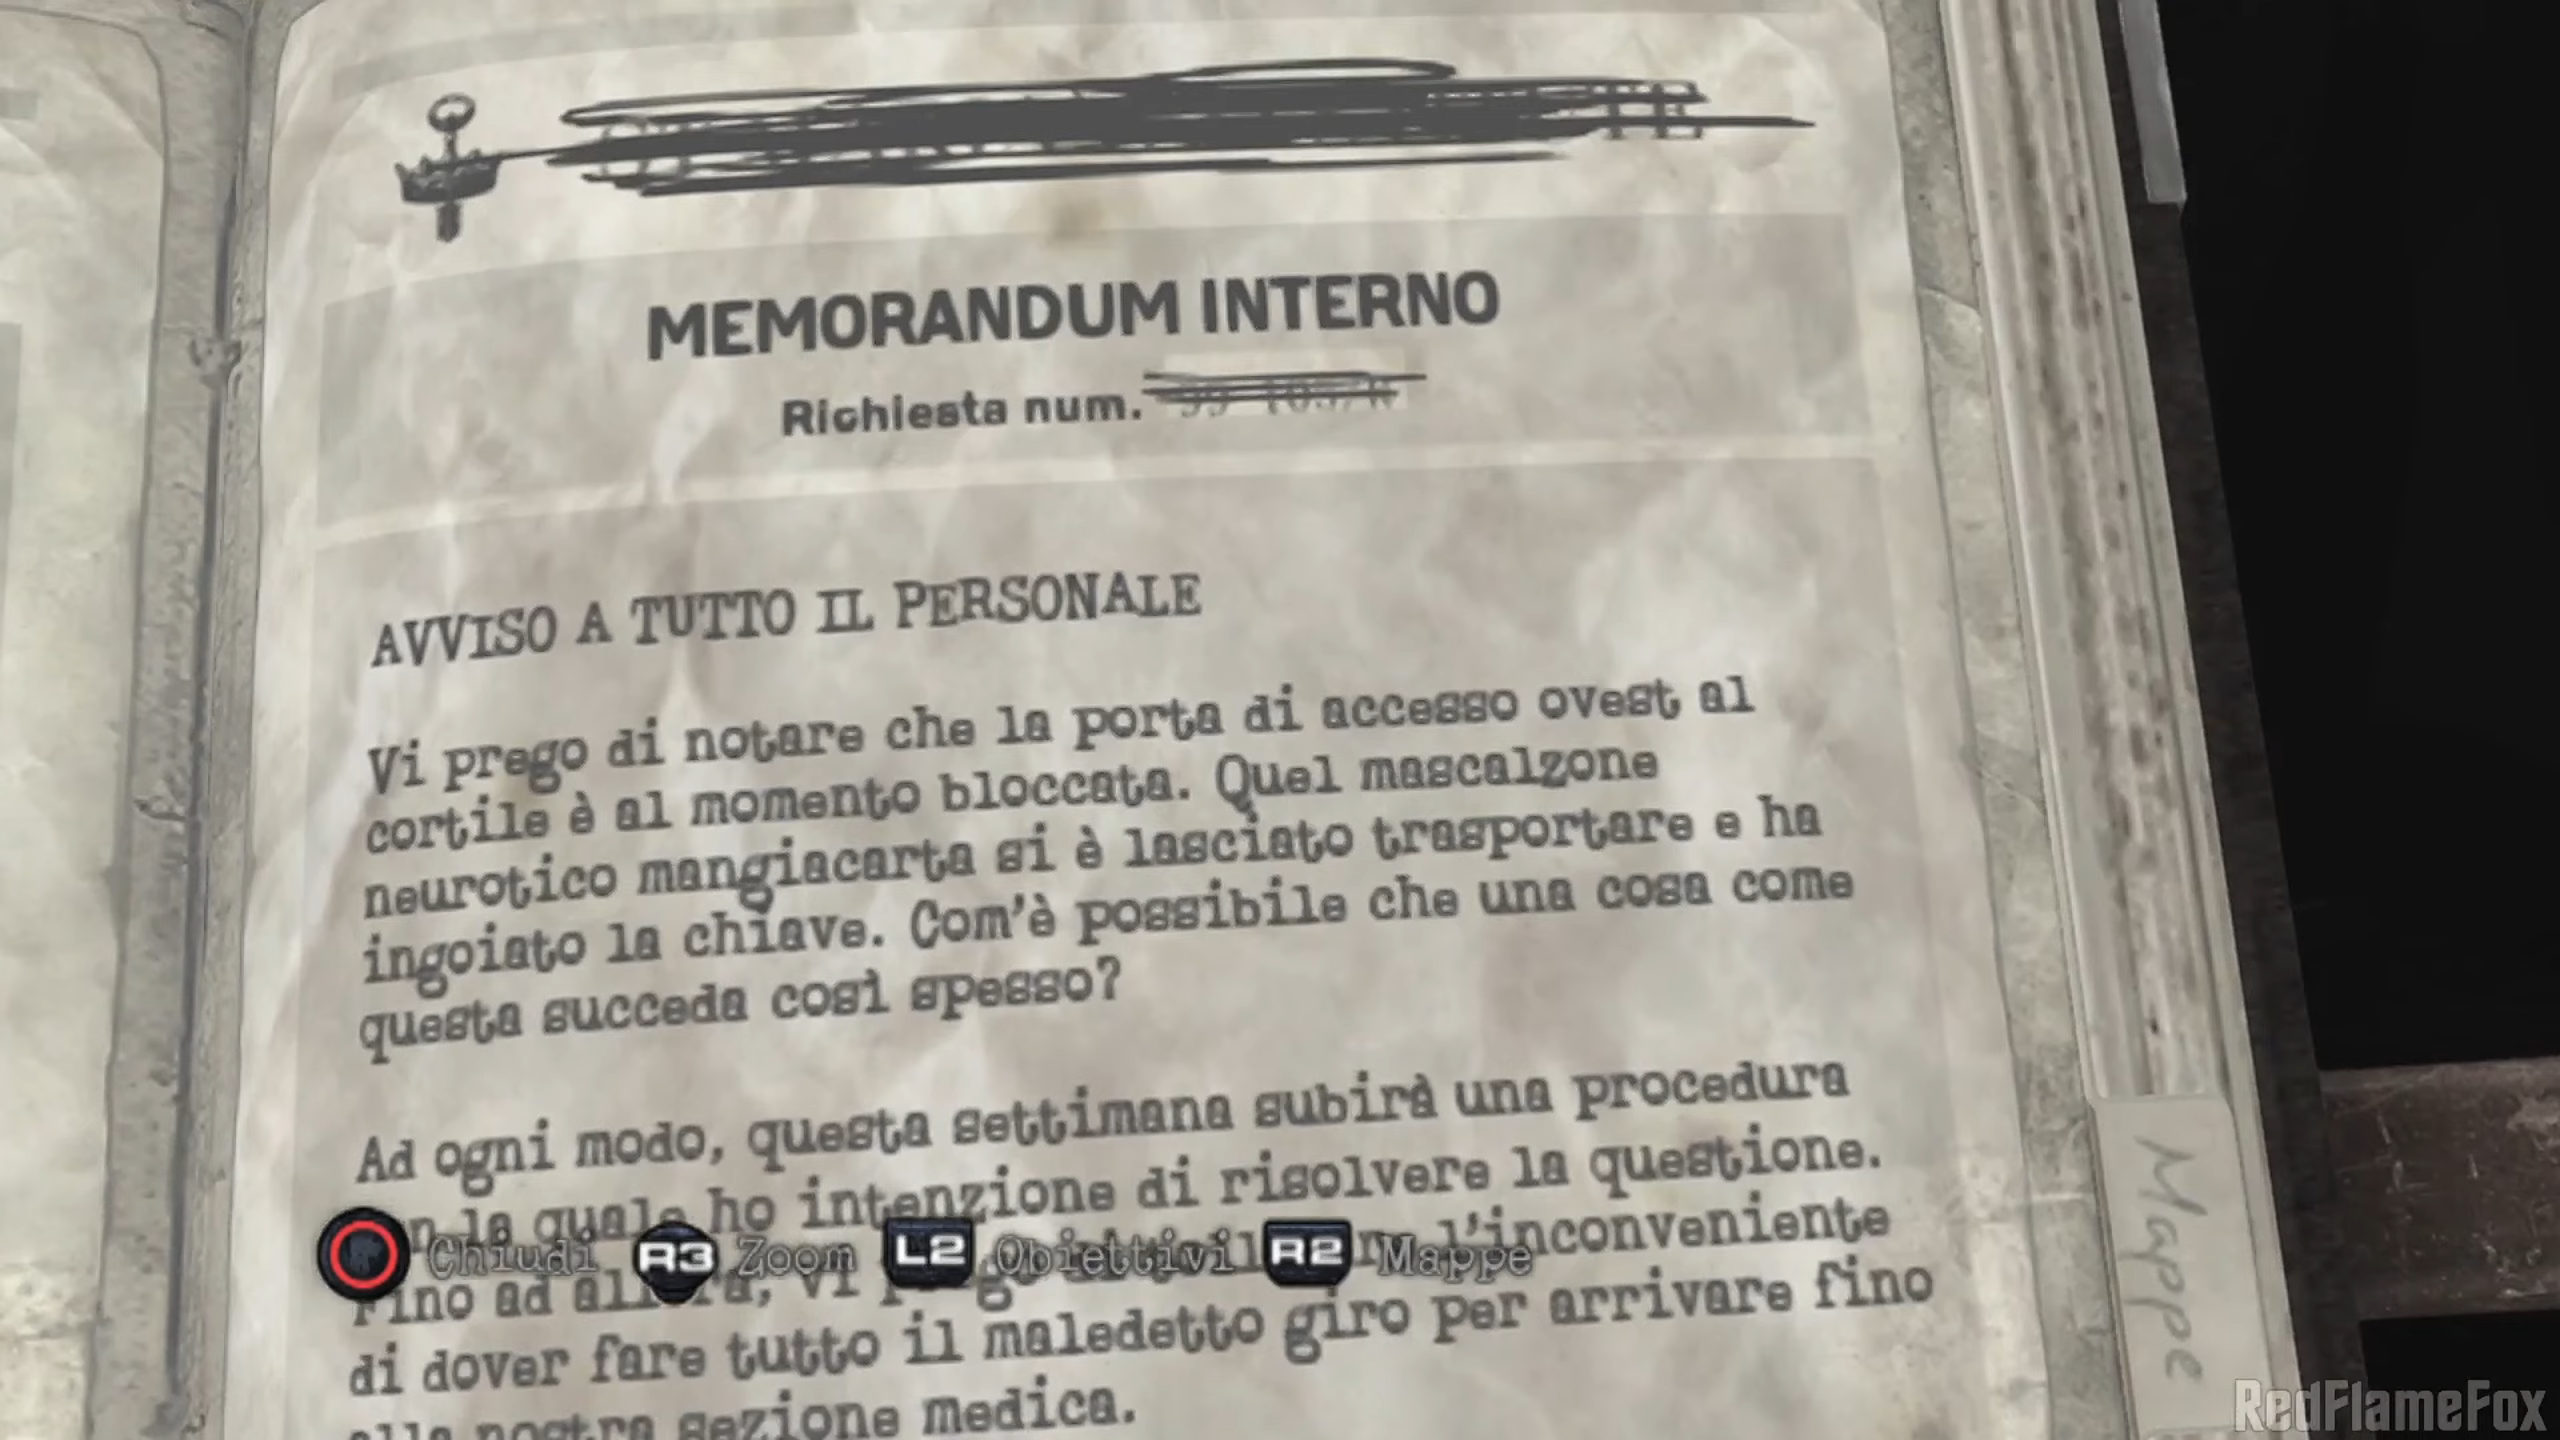 MEMORANDUM INTERNO
Richiesta num.
AVVISO A TUTTO IL PERSONALE
Vi prego di notare che la porta di accesso ovest al
cortile è al momento bloccata. Quel mascalzone
neurotico mangiacarta si è lasciato trasportare e ha
ingoiato la chiave. Com'è possibile che una cosa come
questa succeda così spesso?
Ad ogni modo, questa settimana subirà una procedura
la quale ho intenzione di risolvere la questione.
Fino ad vi l'inconveniente
di dover fare tutto il maledetto giro per arrivare fino
alla nostra sezione medica.
Chiudi R3 Zoom L2 Obiettivi R2 Mappe
Mappe
RedFlameFox